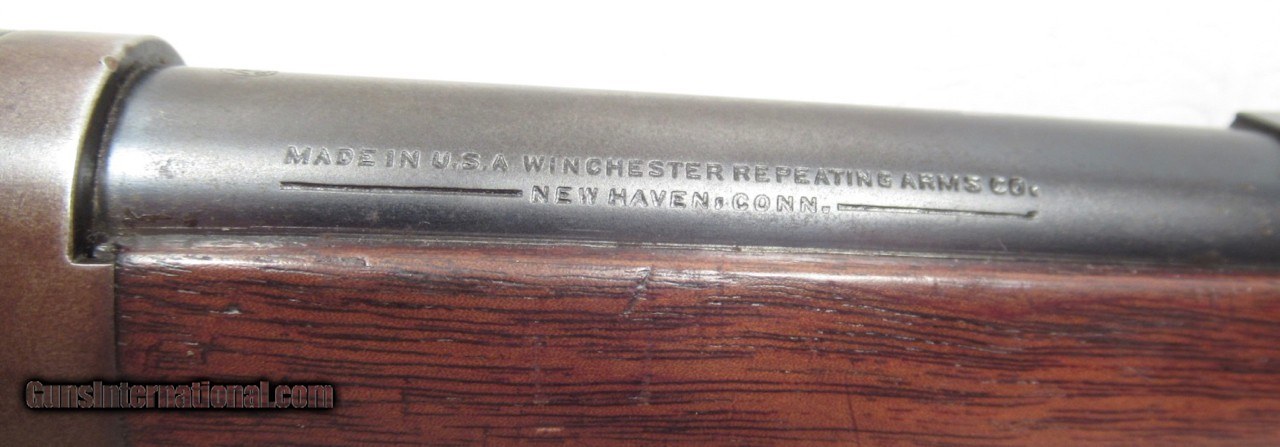 MADE IN U.S.A WINCHESTER REPEATING ARMS CO.
NEW HAVEN, CONN.
GunsInternational.com